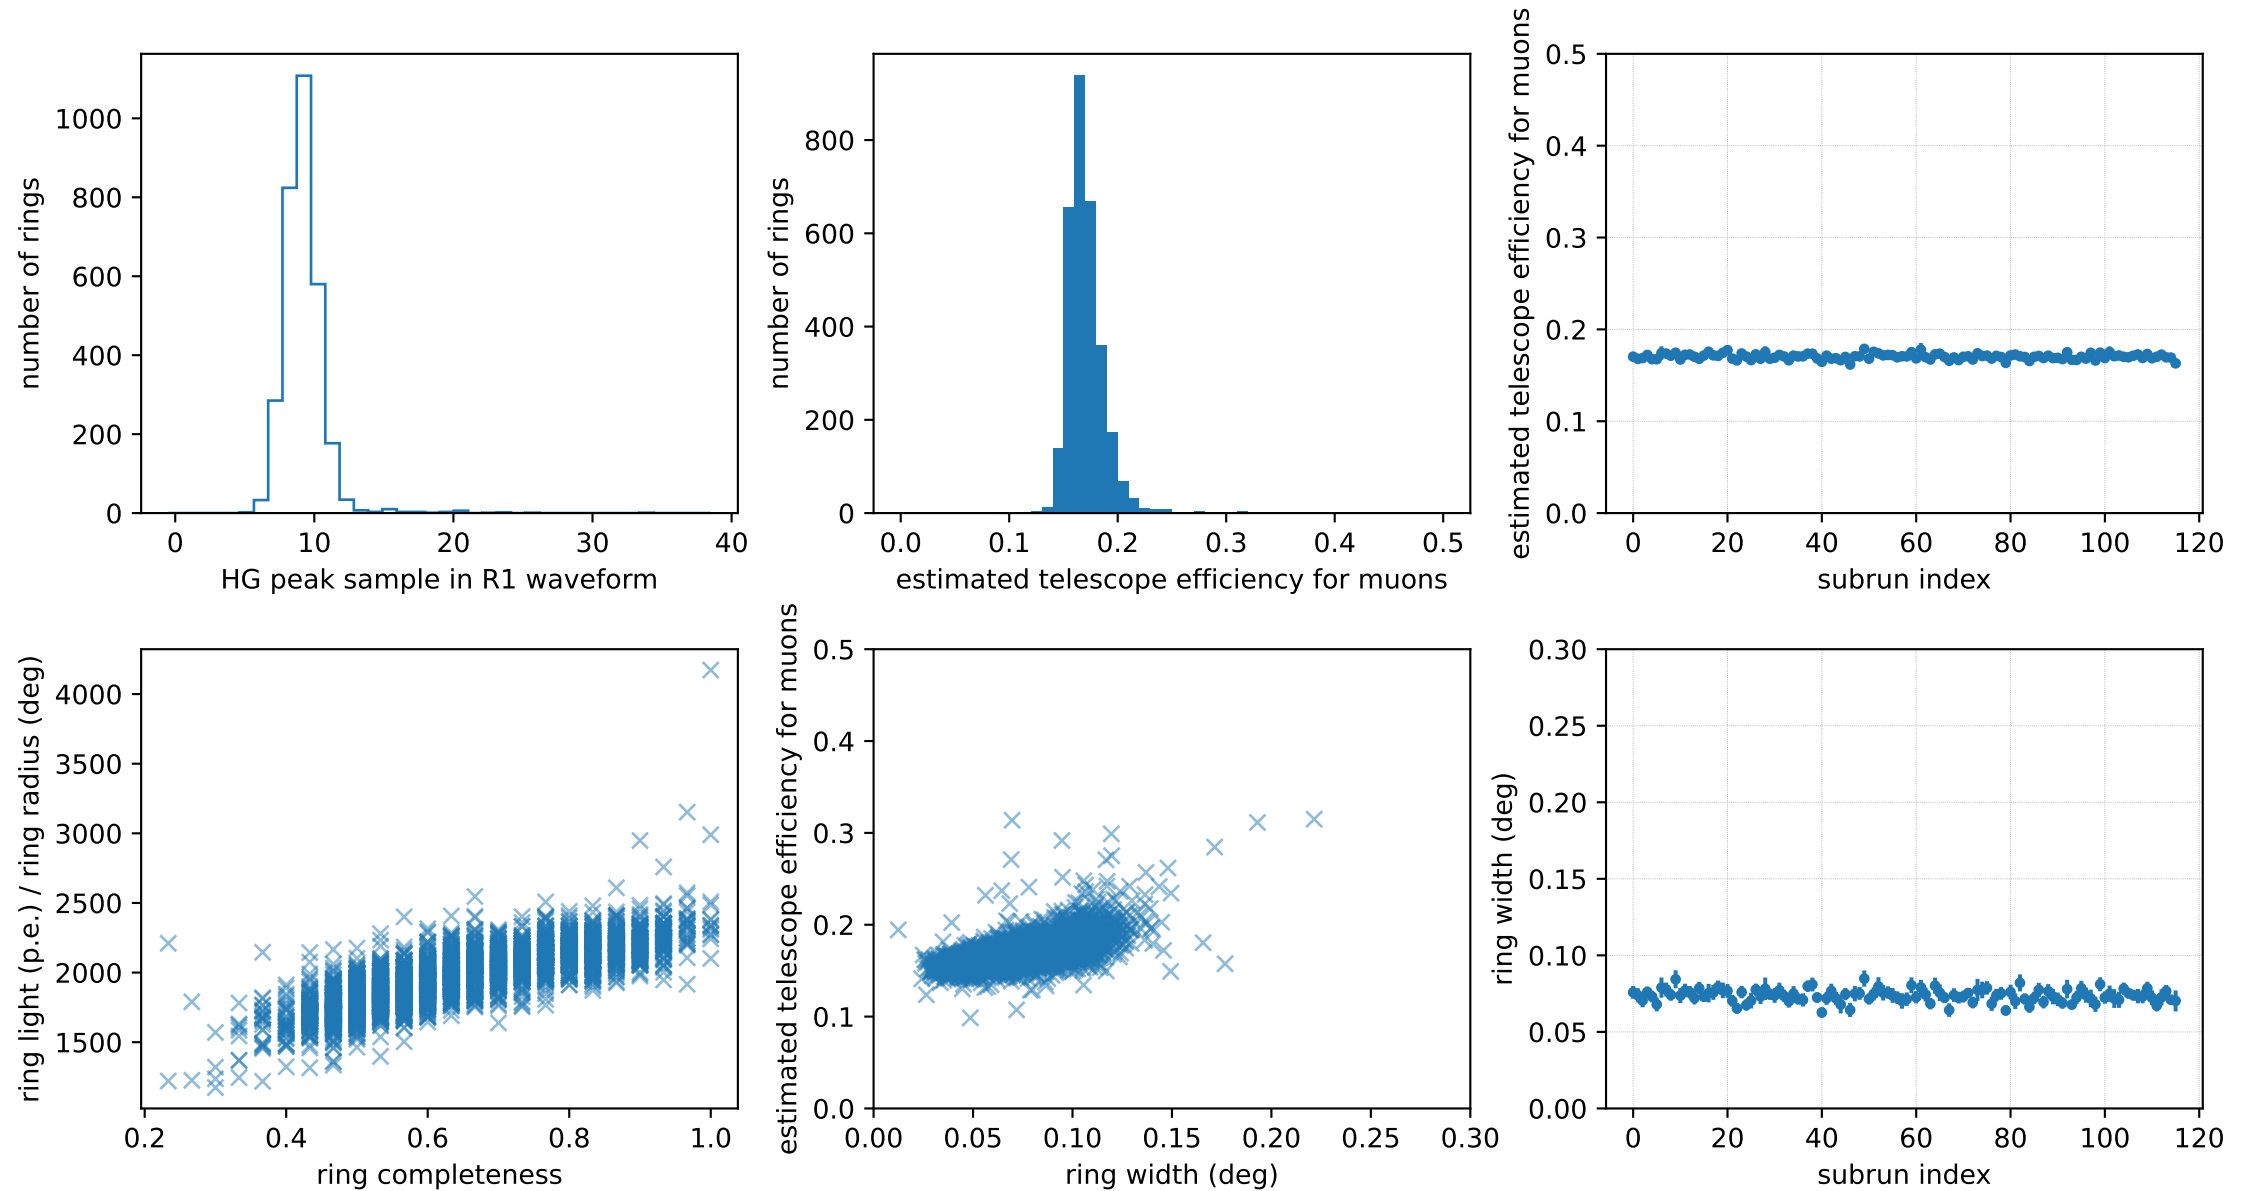 number of rings
1000
800
600
400
200
0
0 10 20 30 40
HG peak sample in R1 waveform
number of rings
800
600
400
200
0
0.0 0.1 0.2 0.3 0.4 0.5
estimated telescope efficiency for muons
estimated telescope efficiency for muons
0.5
0.4
0.3
0.2
0.1
0.0
0 20 40 60 80 100 120
subrun index
ring light (p.e.) / ring radius (deg)
4000
3500
3000
2500
2000
1500
0.2 0.4 0.6 0.8 1.0
ring completeness
estimated telescope efficiency for muons
0.5
0.4
0.3
0.2
0.1
0.0
0.00 0.05 0.10 0.15 0.20 0.25 0.30
ring width (deg)
ring width (deg)
0.30
0.25
0.20
0.15
0.10
0.05
0.00
0 20 40 60 80 100 120
subrun index